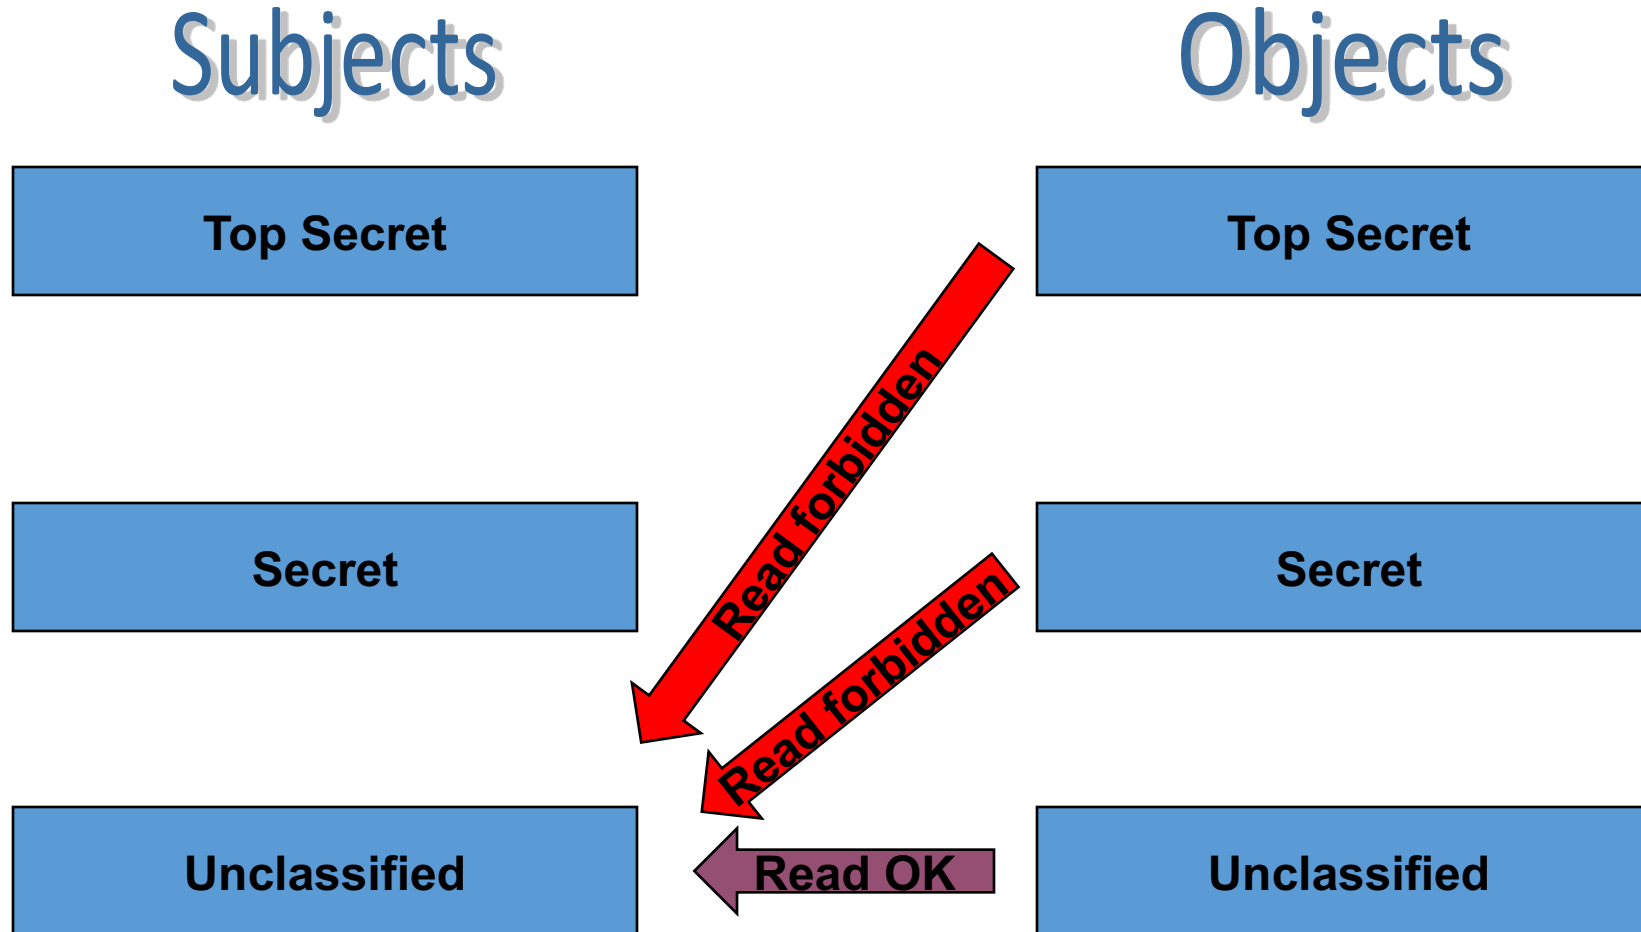 Subjects
Objects
Top Secret
Top Secret
Read forbidden
Secret
Secret
Read forbidden
Unclassified
Read OK
Unclassified